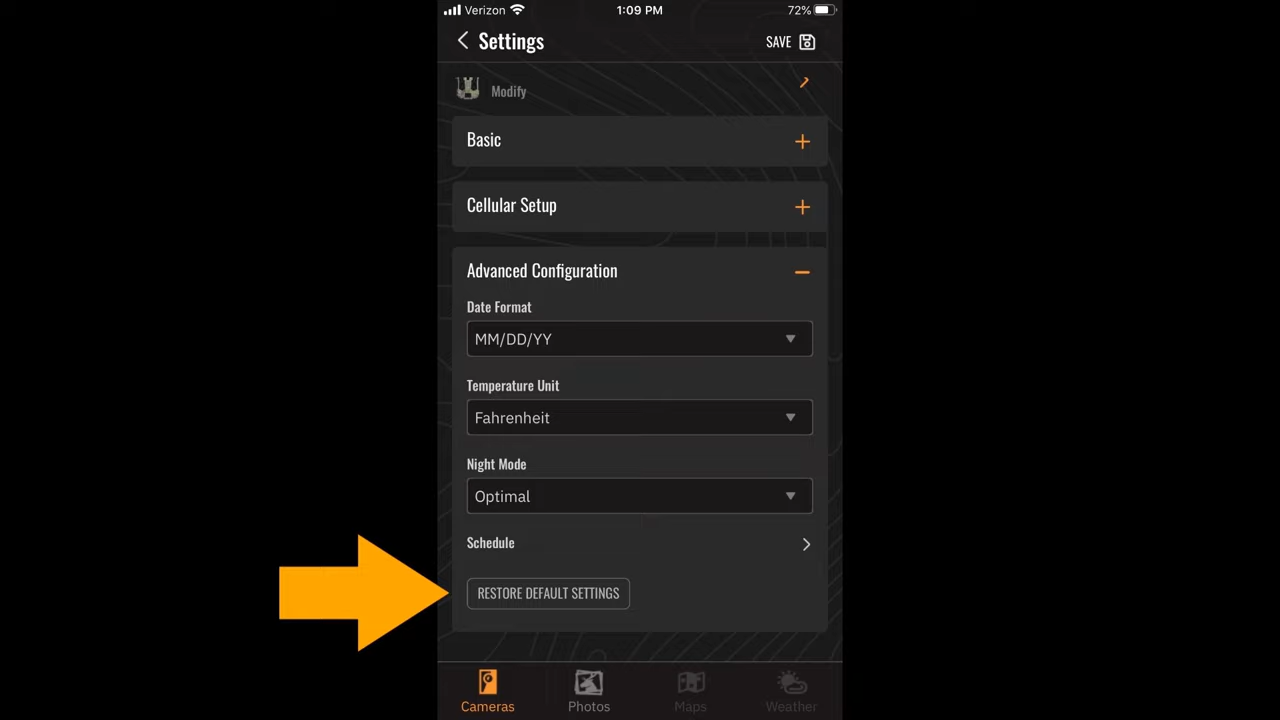 Verizon 1:09 PM 72%
Settings SAVE
Modify
Basic
Cellular Setup
Advanced Configuration
Date Format
MM/DD/YY
Temperature Unit
Fahrenheit
Night Mode
Optimal
Schedule
RESTORE DEFAULT SETTINGS
Cameras Photos Maps Weather